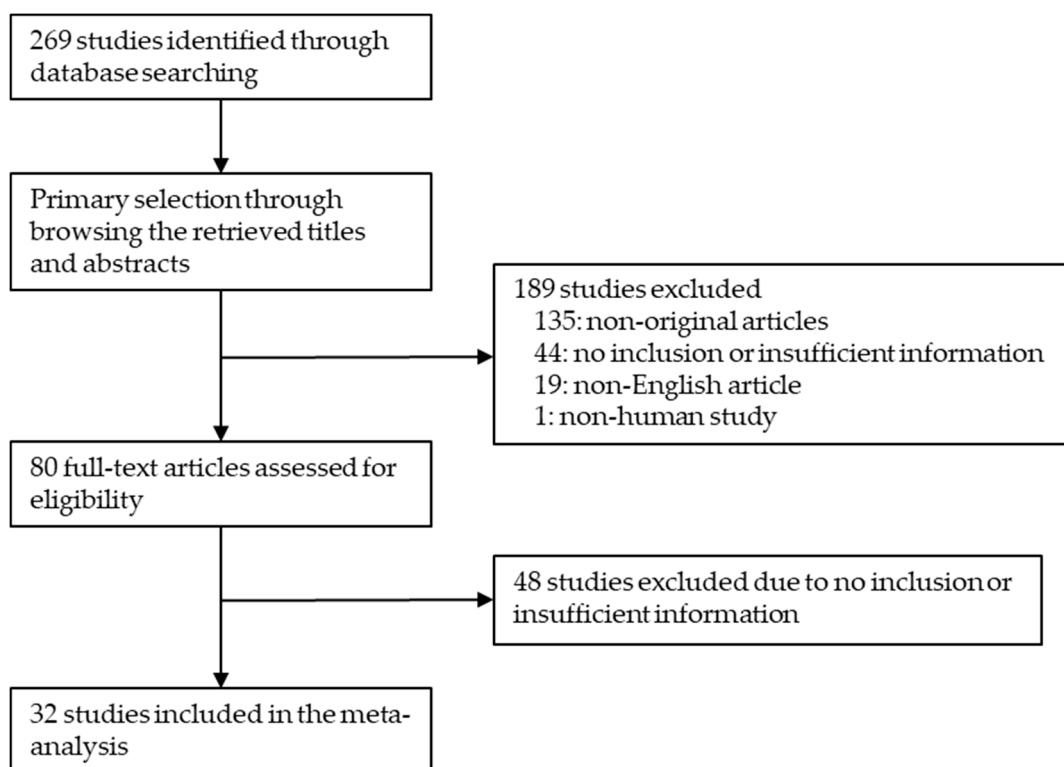 269 studies identified through
database searching
Primary selection through
browsing the retrieved titles
and abstracts
189 studies excluded
135: non-original articles
44: no inclusion or insufficient information
19: non-English article
1: non-human study
80 full-text articles assessed for
eligibility
48 studies excluded due to no inclusion or
insufficient information
32 studies included in the meta-
analysis